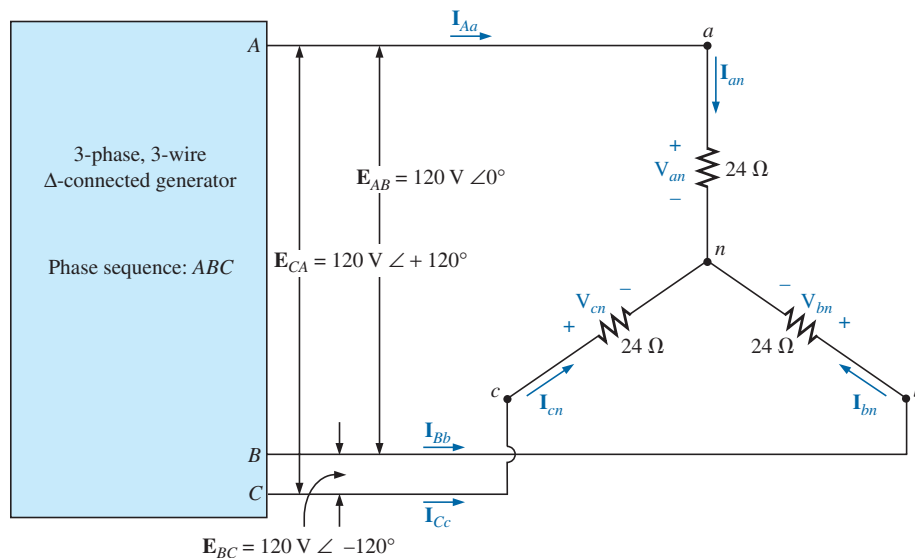 I_Aa
a
A
I_an
3-phase, 3-wire
Δ-connected generator
+
V_an
24 Ω
–
E_AB = 120 V ∠0°
Phase sequence: ABC
E_CA = 120 V ∠ + 120°
n
V_cn
–
+
24 Ω
–
V_bn
+
24 Ω
c
I_cn
I_bn
I_Bb
B
C
I_Cc
E_BC = 120 V ∠ –120°